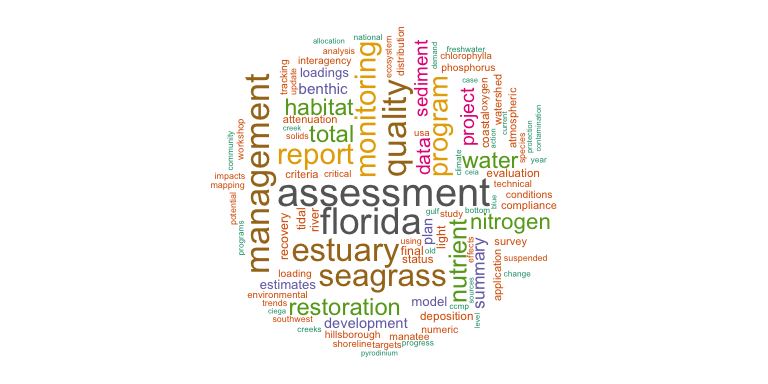 allocation
national
analysis
interagency
loadings
benthic
tracking
update
habitat
attenuation
creek
solids
total
monitoring
quality
ecosystem
distribution
sediment
demand
freshwater
chlorophylla
phosphorus
program
case
project
coastal
oxygen
watershed
current
action
atmospheric
species
protection
contamination
community
workshop
management
report
criteria
critical
data
usa
climate
water
ceia
year
evaluation
technical
impacts
mapping
potential
programs
assessment
blue
conditions
compliance
recovery
tidal
river
florida
gulf
study
bottom
plan
light
nitrogen
estuary
using
final
old
status
nutrient
effects
summary
survey
suspended
application
change
loading
seagrass
estimates
environmental
trends
ciega
southwest
restoration
model
ccmp
sources
level
deposition
numeric
development
creeks
hillsborough
manatee
shoreline
targets
progress
pyrodinium